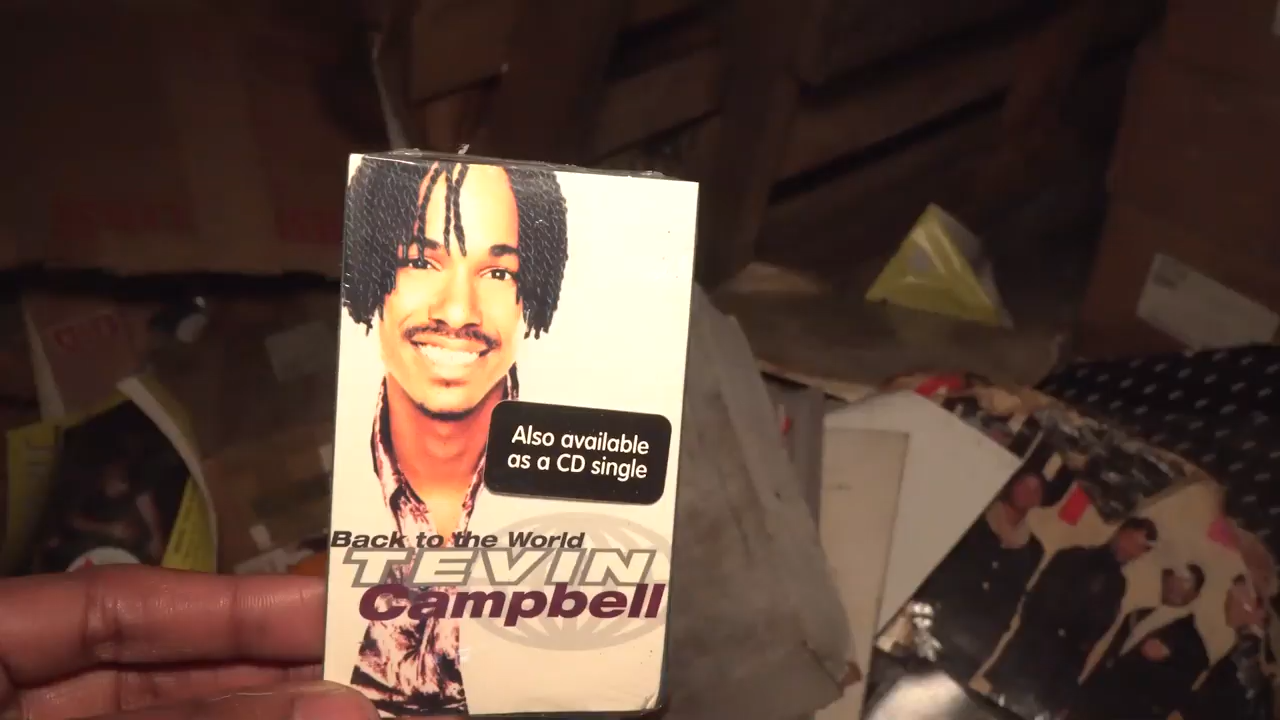 Also available
as a CD single
Back to the World
TEVIN
Campbell